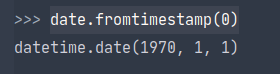 >>> date.fromtimestamp(0)
datetime.date(1970, 1, 1)